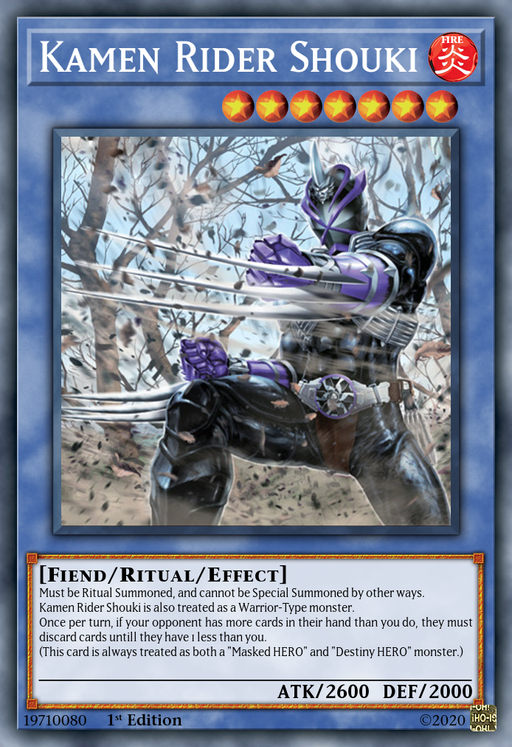 KAMEN RIDER SHOUKI
FIRE
炎
[FIEND/RITUAL/EFFECT]
Must be Ritual Summoned, and cannot be Special Summoned by other ways.
Kamen Rider Shouki is also treated as a Warrior-Type monster.
Once per turn, if your opponent has more cards in their hand than you do, they must
discard cards untill they have 1 less than you.
(This card is always treated as both a "Masked HERO" and "Destiny HERO" monster.)
ATK/2600 DEF/2000
19710080 1st Edition ©2020